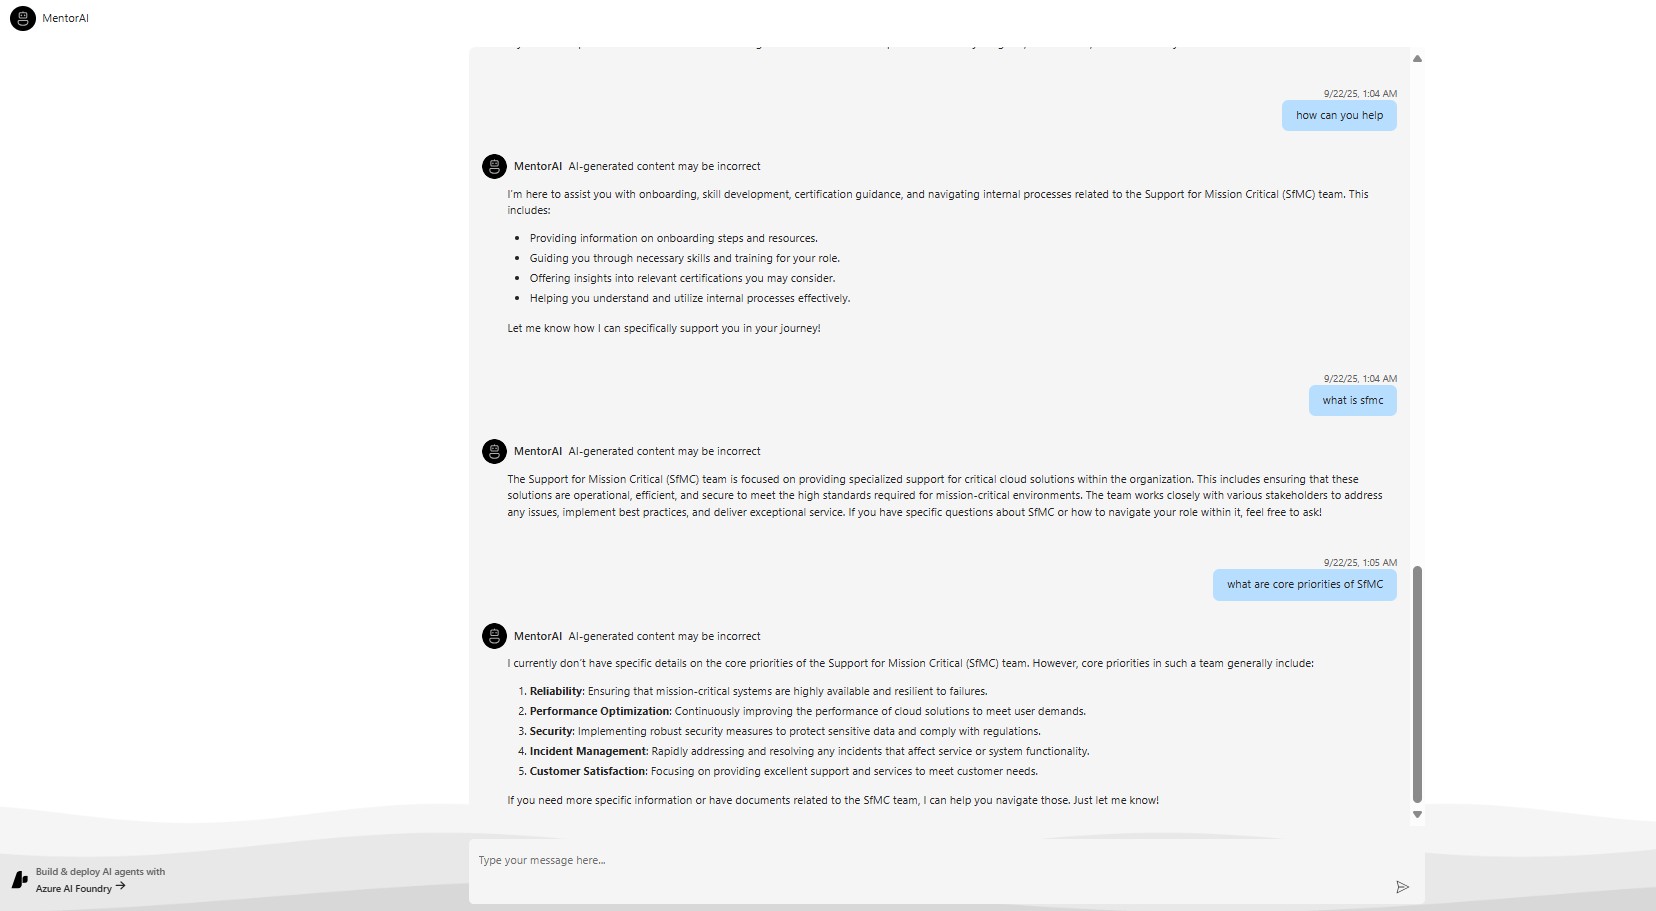 MentorAI
9/22/25, 1:04 AM
how can you help
MentorAI AI-generated content may be incorrect
I'm here to assist you with onboarding, skill development, certification guidance, and navigating internal processes related to the Support for Mission Critical (SfMC) team. This
includes:
• Providing information on onboarding steps and resources.
• Guiding you through necessary skills and training for your role.
• Offering insights into relevant certifications you may consider.
• Helping you understand and utilize internal processes effectively.
Let me know how I can specifically support you in your journey!
9/22/25, 1:04 AM
what is sfmc
MentorAI AI-generated content may be incorrect
The Support for Mission Critical (SfMC) team is focused on providing specialized support for critical cloud solutions within the organization. This includes ensuring that these
solutions are operational, efficient, and secure to meet the high standards required for mission-critical environments. The team works closely with various stakeholders to address
any issues, implement best practices, and deliver exceptional service. If you have specific questions about SfMC or how to navigate your role within it, feel free to ask!
9/22/25, 1:05 AM
what are core priorities of SfMC
MentorAI AI-generated content may be incorrect
I currently don't have specific details on the core priorities of the Support for Mission Critical (SfMC) team. However, core priorities in such a team generally include:
1. Reliability: Ensuring that mission-critical systems are highly available and resilient to failures.
2. Performance Optimization: Continuously improving the performance of cloud solutions to meet user demands.
3. Security: Implementing robust security measures to protect sensitive data and comply with regulations.
4. Incident Management: Rapidly addressing and resolving any incidents that affect service or system functionality.
5. Customer Satisfaction: Focusing on providing excellent support and services to meet customer needs.
If you need more specific information or have documents related to the SfMC team, I can help you navigate those. Just let me know!
Type your message here...
Build & deploy AI agents with
Azure AI Foundry →